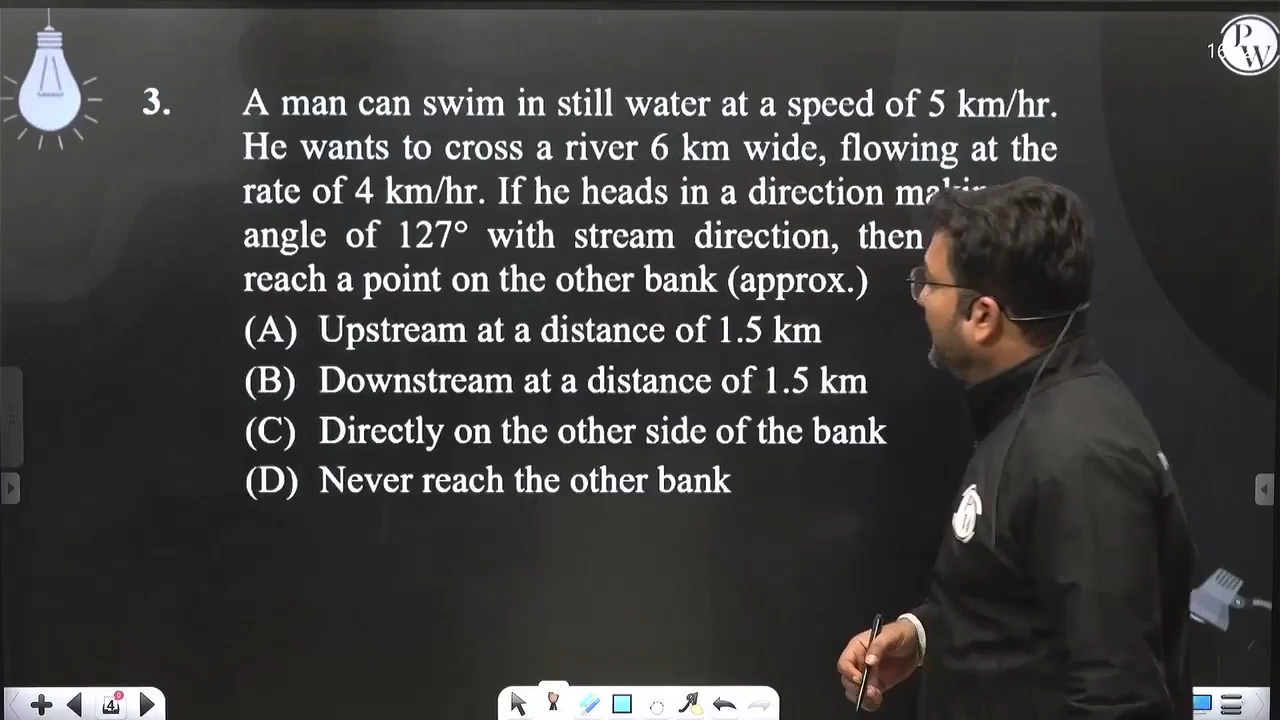 3. A man can swim in still water at a speed of 5 km/hr.
He wants to cross a river 6 km wide, flowing at the
rate of 4 km/hr. If he heads in a direction
angle of 127° with stream direction, then
reach a point on the other bank (approx.)
(A) Upstream at a distance of 1.5 km
(B) Downstream at a distance of 1.5 km
(C) Directly on the other side of the bank
(D) Never reach the other bank
PW
4